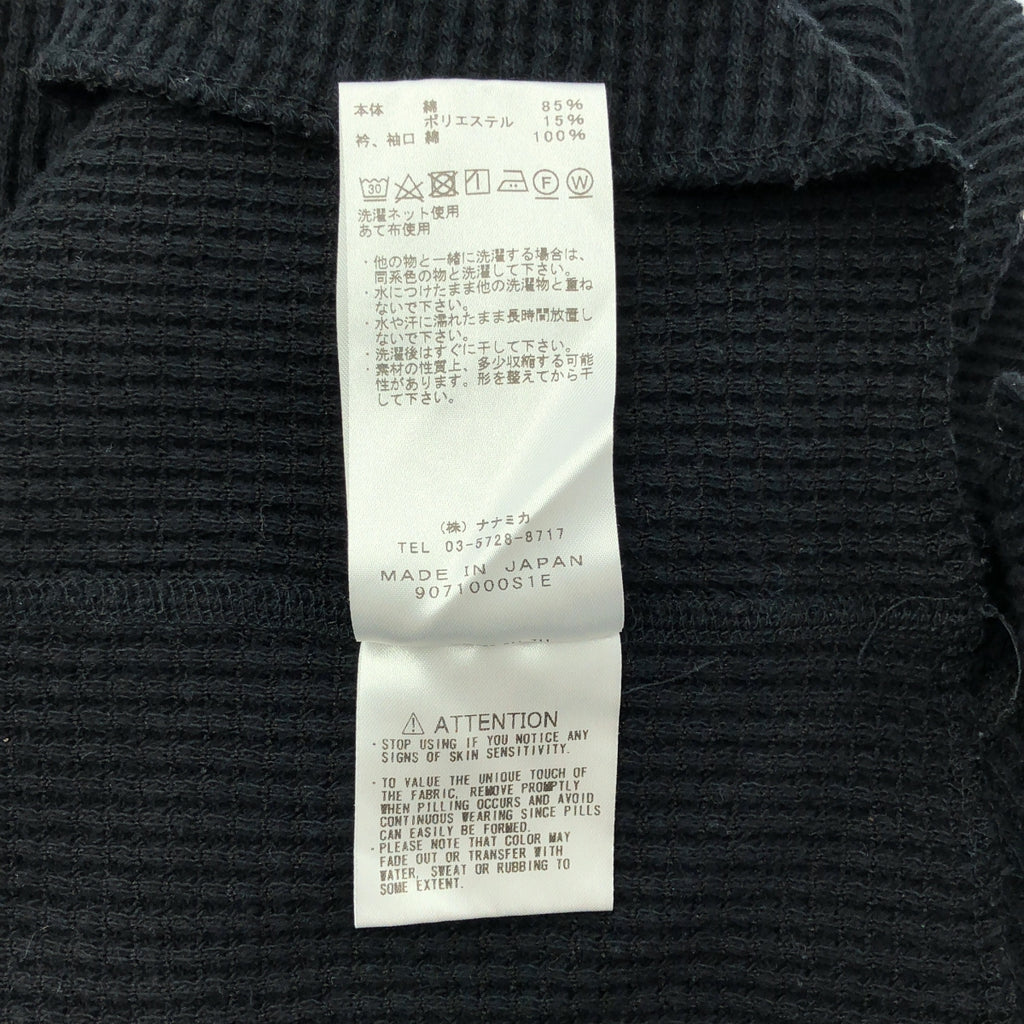 本体 綿 85%
ポリエステル 15%
衿、袖口 綿 100%
30 F W
洗濯ネット使用
あて布使用
・他の物と一緒に洗濯する場合は、
同系色の物と洗濯して下さい。
・水につけたまま他の洗濯物と重ね
ないで下さい。
・水や汗に濡れたまま長時間放置し
ないで下さい。
・洗濯後はすぐに干して下さい。
・素材の性質上、多少収縮する可能
性があります。形を整えてから干
して下さい。
(株)ナナミカ
TEL 03-5728-8717
MADE IN JAPAN
9071000S1E
⚠ ATTENTION
・STOP USING IF YOU NOTICE ANY
SIGNS OF SKIN SENSITIVITY.
・TO VALUE THE UNIQUE TOUCH OF
THE FABRIC, REMOVE PROMPTLY
WHEN PILLING OCCURS AND AVOID
CONTINUOUS WEARING SINCE PILLS
CAN EASILY BE FORMED.
・PLEASE NOTE THAT COLOR MAY
FADE OUT OR TRANSFER WITH
WATER, SWEAT OR RUBBING TO
SOME EXTENT.